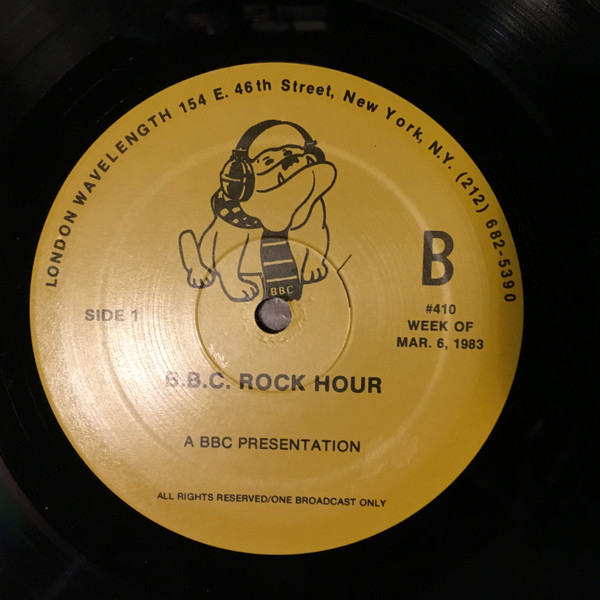 LONDON WAVELENGTH 154 E. 46th Street, New York, N.Y. (212) 682-5390
BBC
B
SIDE 1
#410
WEEK OF
MAR. 6, 1983
B.B.C. ROCK HOUR
A BBC PRESENTATION
ALL RIGHTS RESERVED/ONE BROADCAST ONLY